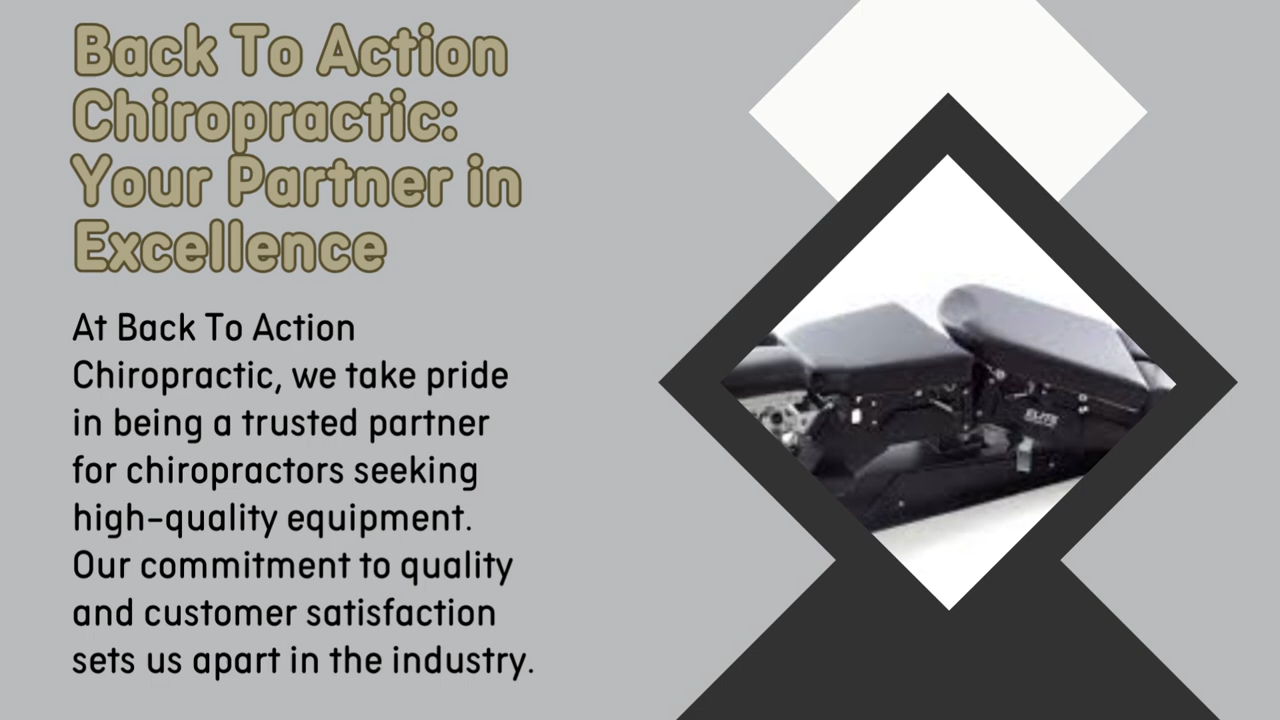 Back To Action
Chiropractic:
Your Partner in
Excellence
At Back To Action
Chiropractic, we take pride
in being a trusted partner
for chiropractors seeking
high-quality equipment.
Our commitment to quality
and customer satisfaction
sets us apart in the industry.
ELITE